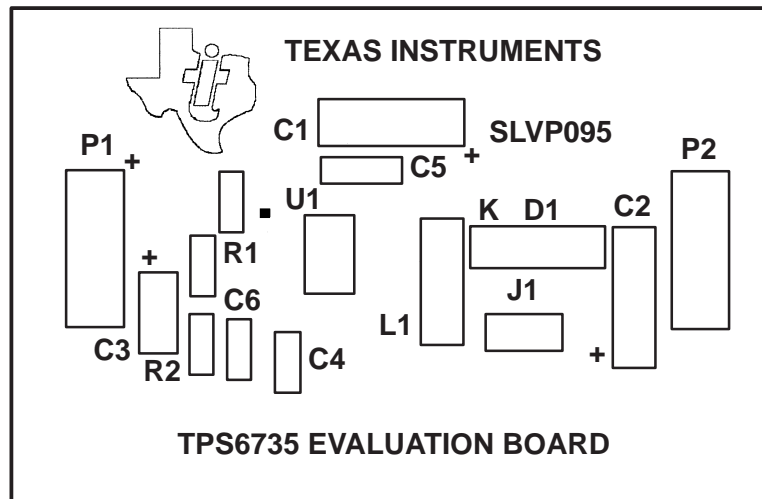 TEXAS INSTRUMENTS
C1
SLVP095
+
P1
+
C5
P2
U1
K D1
C2
R1
+
C6
J1
L1
C3
R2
C4
+
TPS6735 EVALUATION BOARD